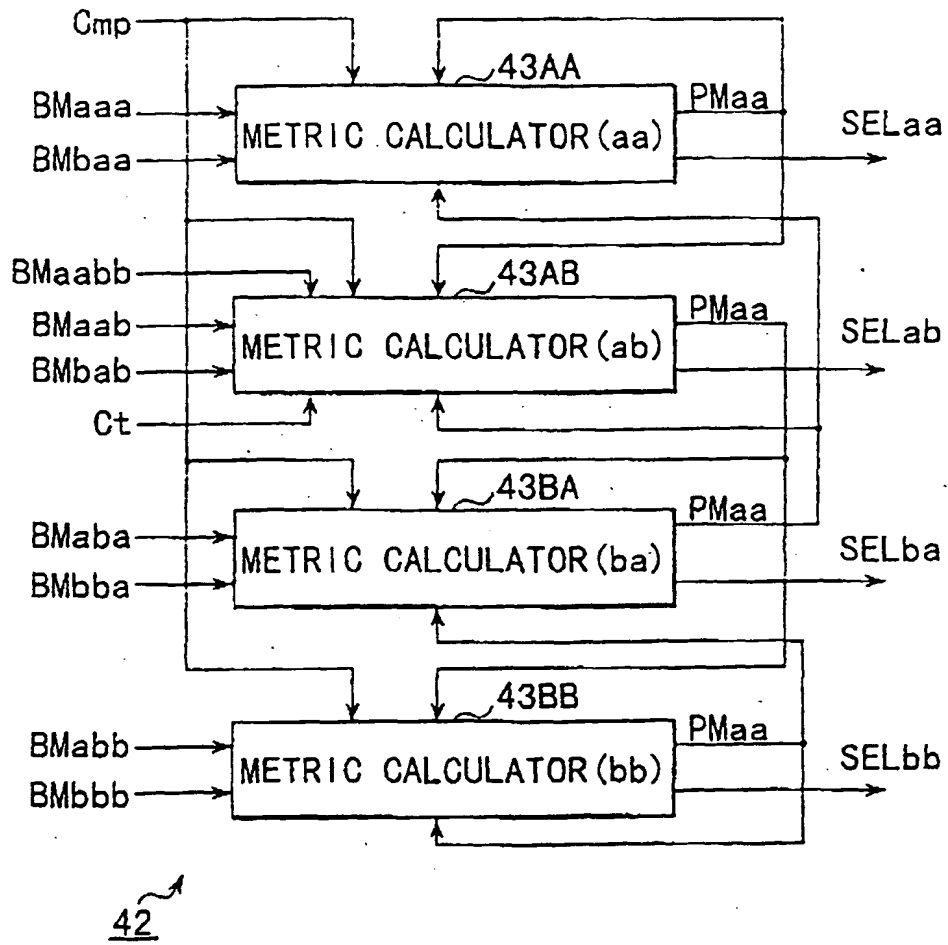 Cmp
43AA
BMaaa
METRIC CALCULATOR(aa)
PMaa
SELaa
BMbaa
BMaabb
43AB
BMaab
METRIC CALCULATOR(ab)
PMaa
SELab
BMbab
Ct
43BA
BMaba
METRIC CALCULATOR(ba)
PMaa
SELba
BMbba
43BB
BMabb
METRIC CALCULATOR(bb)
PMaa
SELbb
BMbbb
42